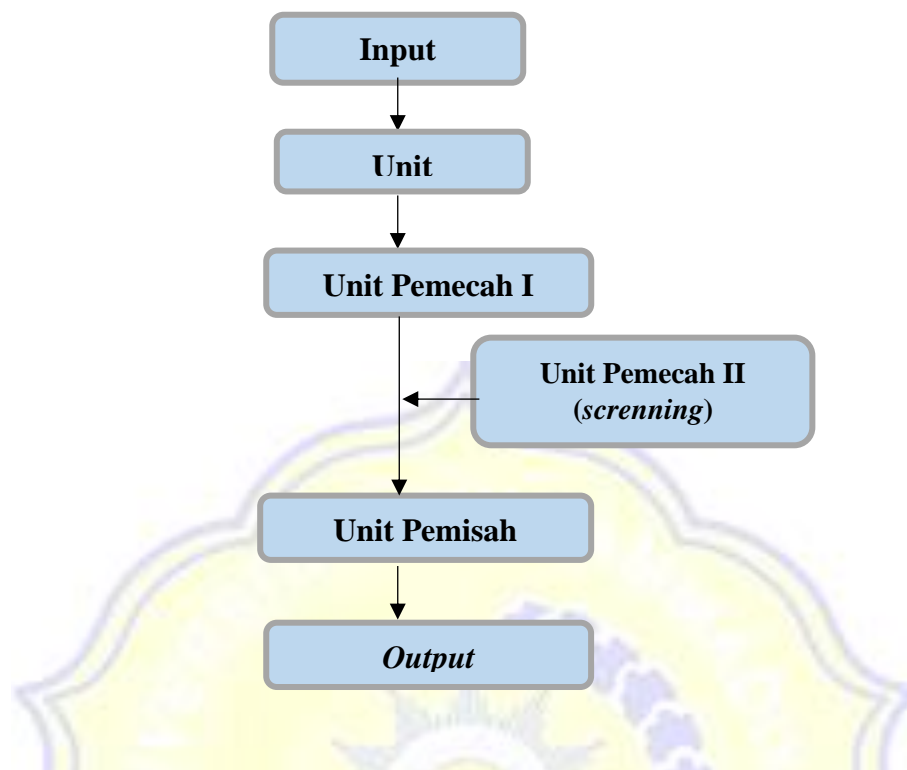 Input
Unit
Unit Pemecah I
Unit Pemecah II
(screnning)
Unit Pemisah
Output